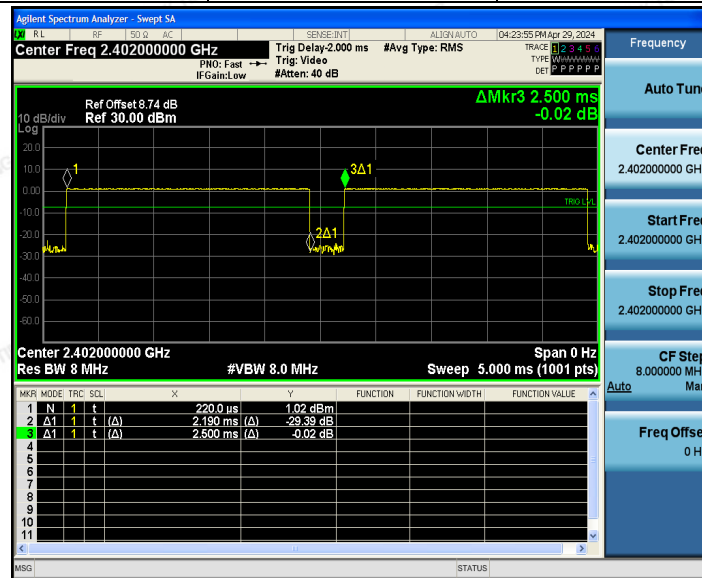 Agilent Spectrum Analyzer - Swept SA
LXI RL RF 50 Ω AC SENSE:INT ALIGN AUTO 04:23:55 PM Apr 29, 2024
Center Freq 2.402000000 GHz
PNO: Fast
IFGain:Low
Trig Delay-2.000 ms
Trig: Video
#Atten: 40 dB
#Avg Type: RMS
TRACE 1 2 3 4 5 6
TYPE WWWWWW
DET P P P P P P
Ref Offset 8.74 dB
10 dB/div Ref 30.00 dBm
Log
ΔMkr3 2.500 ms
-0.02 dB
20.0
10.0
0.00
-10.0
-20.0
-30.0
-40.0
-50.0
-60.0
1
3Δ1
TRIG LVL
2Δ1
Center 2.402000000 GHz Span 0 Hz
Res BW 8 MHz #VBW 8.0 MHz Sweep 5.000 ms (1001 pts)
MKR MODE TRC SCL X Y FUNCTION FUNCTION WIDTH FUNCTION VALUE
1 N 1 t 220.0 µs 1.02 dBm
2 Δ1 1 t (Δ) 2.190 ms (Δ) -29.39 dB
3 Δ1 1 t (Δ) 2.500 ms (Δ) -0.02 dB
4
5
6
7
8
9
10
11
MSG STATUS
Frequency
Auto Tun
Center Fre
2.402000000 GH
Start Fre
2.402000000 GH
Stop Fre
2.402000000 GH
CF Step
8.000000 MH
Auto Ma
Freq Offse
0 H